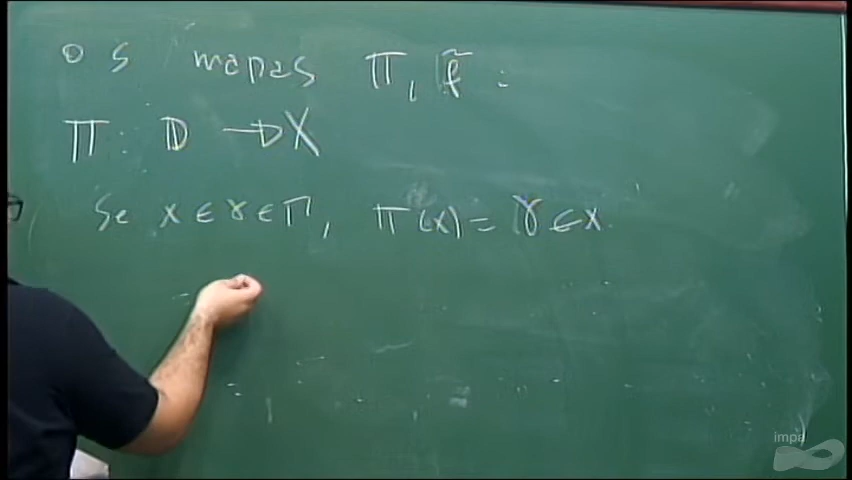 Os mapas π, f̃ :
π : D → X
Se x ∈ γ ∈ Γ, π(x) = γ ∈ X.
impa